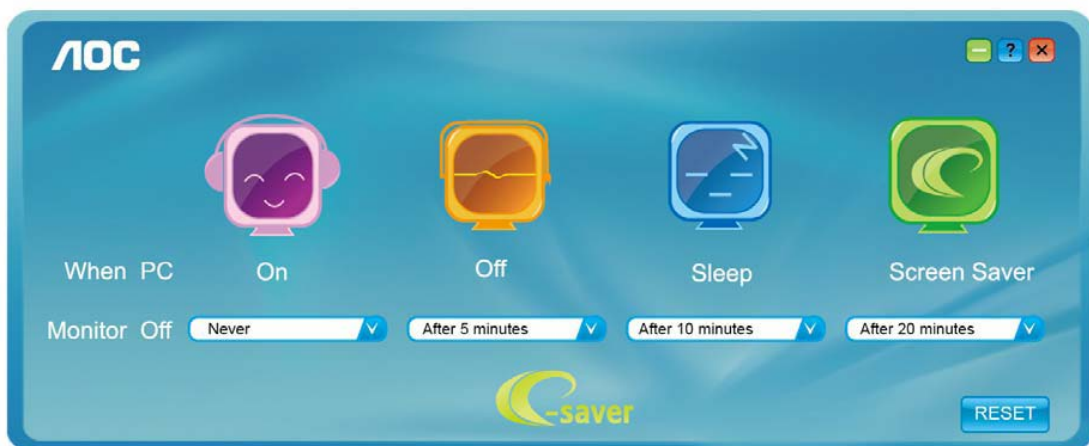 AOC
?
When PC On Off Sleep Screen Saver
Monitor Off Never After 5 minutes After 10 minutes After 20 minutes
e-saver
RESET